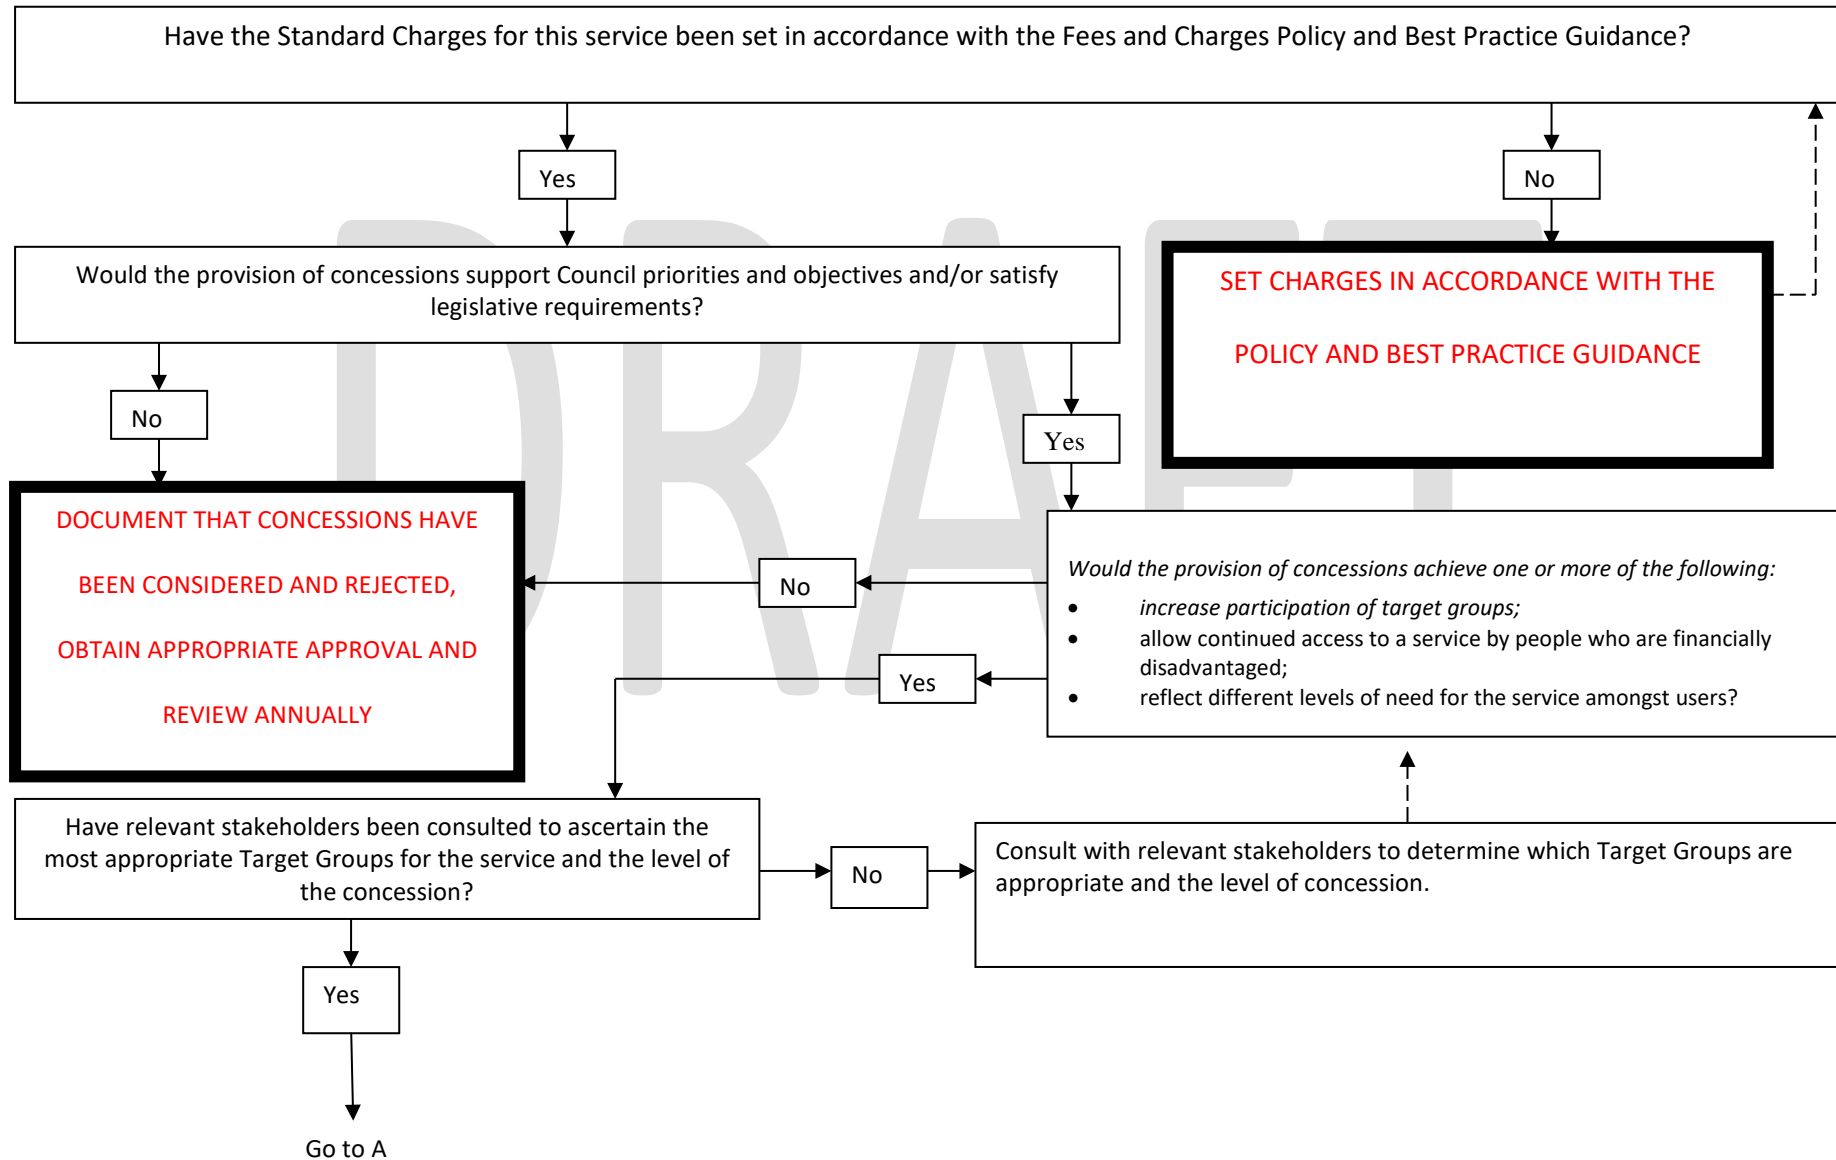 Have the Standard Charges for this service been set in accordance with the Fees and Charges Policy and Best Practice Guidance?
Yes
No
Would the provision of concessions support Council priorities and objectives and/or satisfy
legislative requirements?
SET CHARGES IN ACCORDANCE WITH THE
POLICY AND BEST PRACTICE GUIDANCE
No
Yes
DOCUMENT THAT CONCESSIONS HAVE
BEEN CONSIDERED AND REJECTED,
OBTAIN APPROPRIATE APPROVAL AND
REVIEW ANNUALLY
No
Yes
Would the provision of concessions achieve one or more of the following:
• increase participation of target groups;
• allow continued access to a service by people who are financially
disadvantaged;
• reflect different levels of need for the service amongst users?
Have relevant stakeholders been consulted to ascertain the
most appropriate Target Groups for the service and the level of
the concession?
No
Consult with relevant stakeholders to determine which Target Groups are
appropriate and the level of concession.
Yes
Go to A
DRAFT